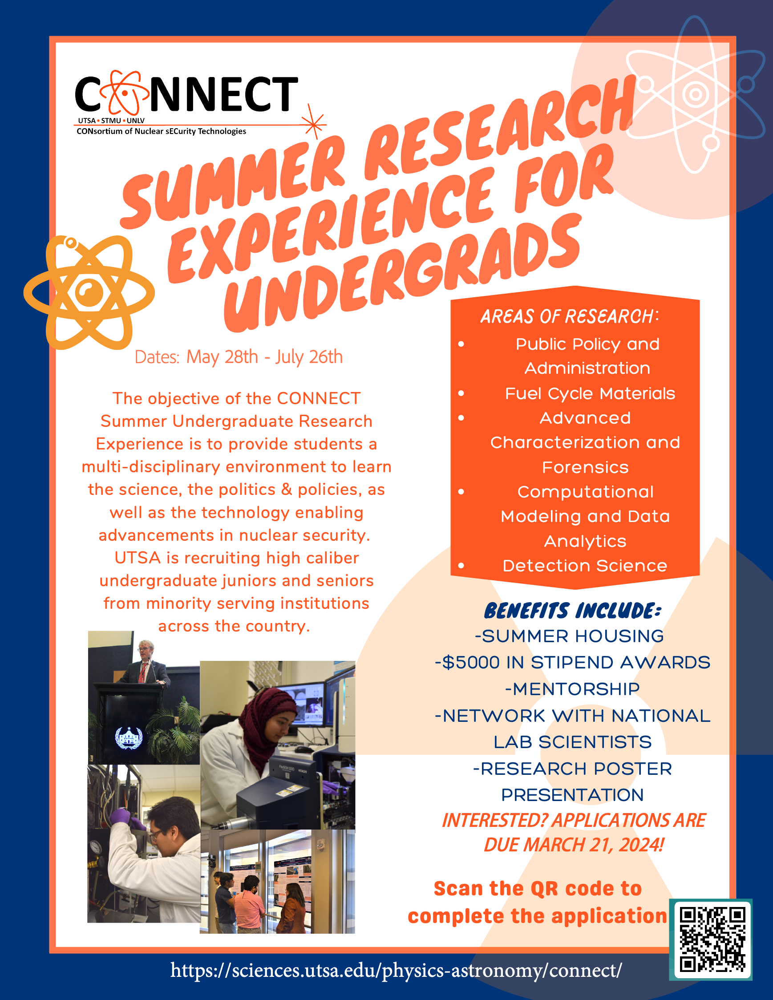 CONNECT
UTSA • STMU • UNLV
CONsortium of Nuclear sECurity Technologies
SUMMER RESEARCH
EXPERIENCE FOR
UNDERGRADS
Dates: May 28th - July 26th
The objective of the CONNECT
Summer Undergraduate Research
Experience is to provide students a
multi-disciplinary environment to learn
the science, the politics & policies, as
well as the technology enabling
advancements in nuclear security.
UTSA is recruiting high caliber
undergraduate juniors and seniors
from minority serving institutions
across the country.
AREAS OF RESEARCH:
• Public Policy and
Administration
• Fuel Cycle Materials
• Advanced
Characterization and
Forensics
• Computational
Modeling and Data
Analytics
• Detection Science
BENEFITS INCLUDE:
-SUMMER HOUSING
-$5000 IN STIPEND AWARDS
-MENTORSHIP
-NETWORK WITH NATIONAL
LAB SCIENTISTS
-RESEARCH POSTER
PRESENTATION
INTERESTED? APPLICATIONS ARE
DUE MARCH 21, 2024!
Scan the QR code to
complete the application
https://sciences.utsa.edu/physics-astronomy/connect/